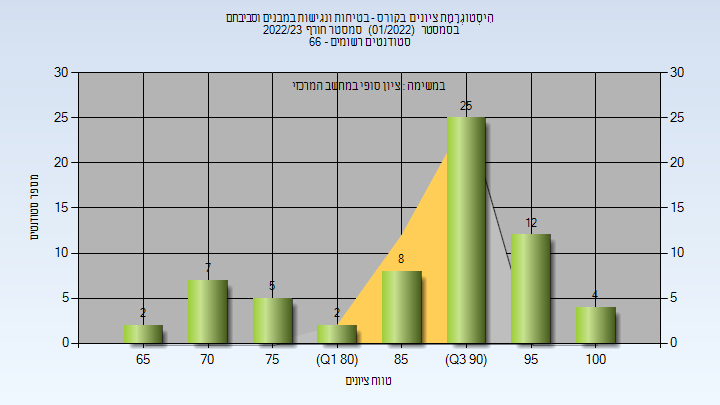 היסטוגרמת ציונים בקורס - בטיחות ונגישות במבנים וסביבתם
בסמסטר (01/2022) סמסטר חורף 2022/23
סטודנטים רשומים - 66
במשימה : ציון סופי במחשב המרכזי
30 30
25 25
20 20
15 15
10 10
5 5
0 0
2 7 5 2 8 25 12 4
65 70 75 (Q1 80) 85 (Q3 90) 95 100
מספר סטודנטים
טווח ציונים